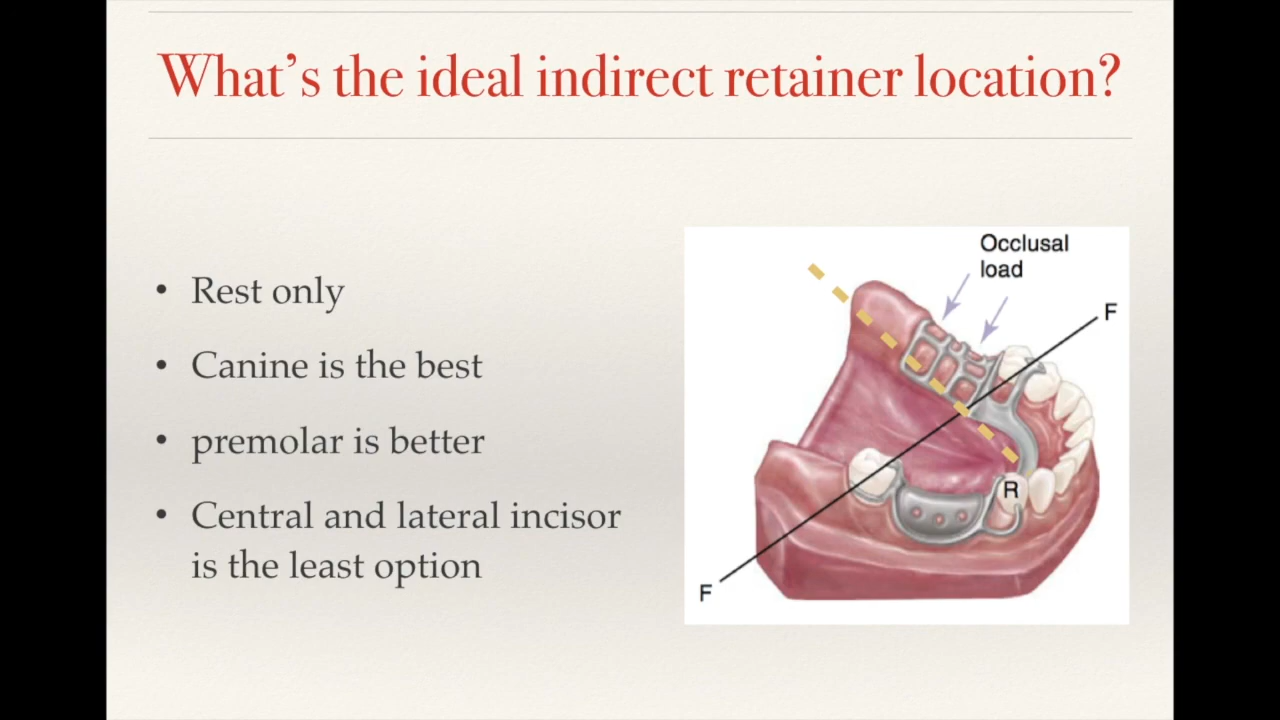 What's the ideal indirect retainer location?
• Rest only
• Canine is the best
• premolar is better
• Central and lateral incisor
is the least option
Occlusal
load
F
R
F